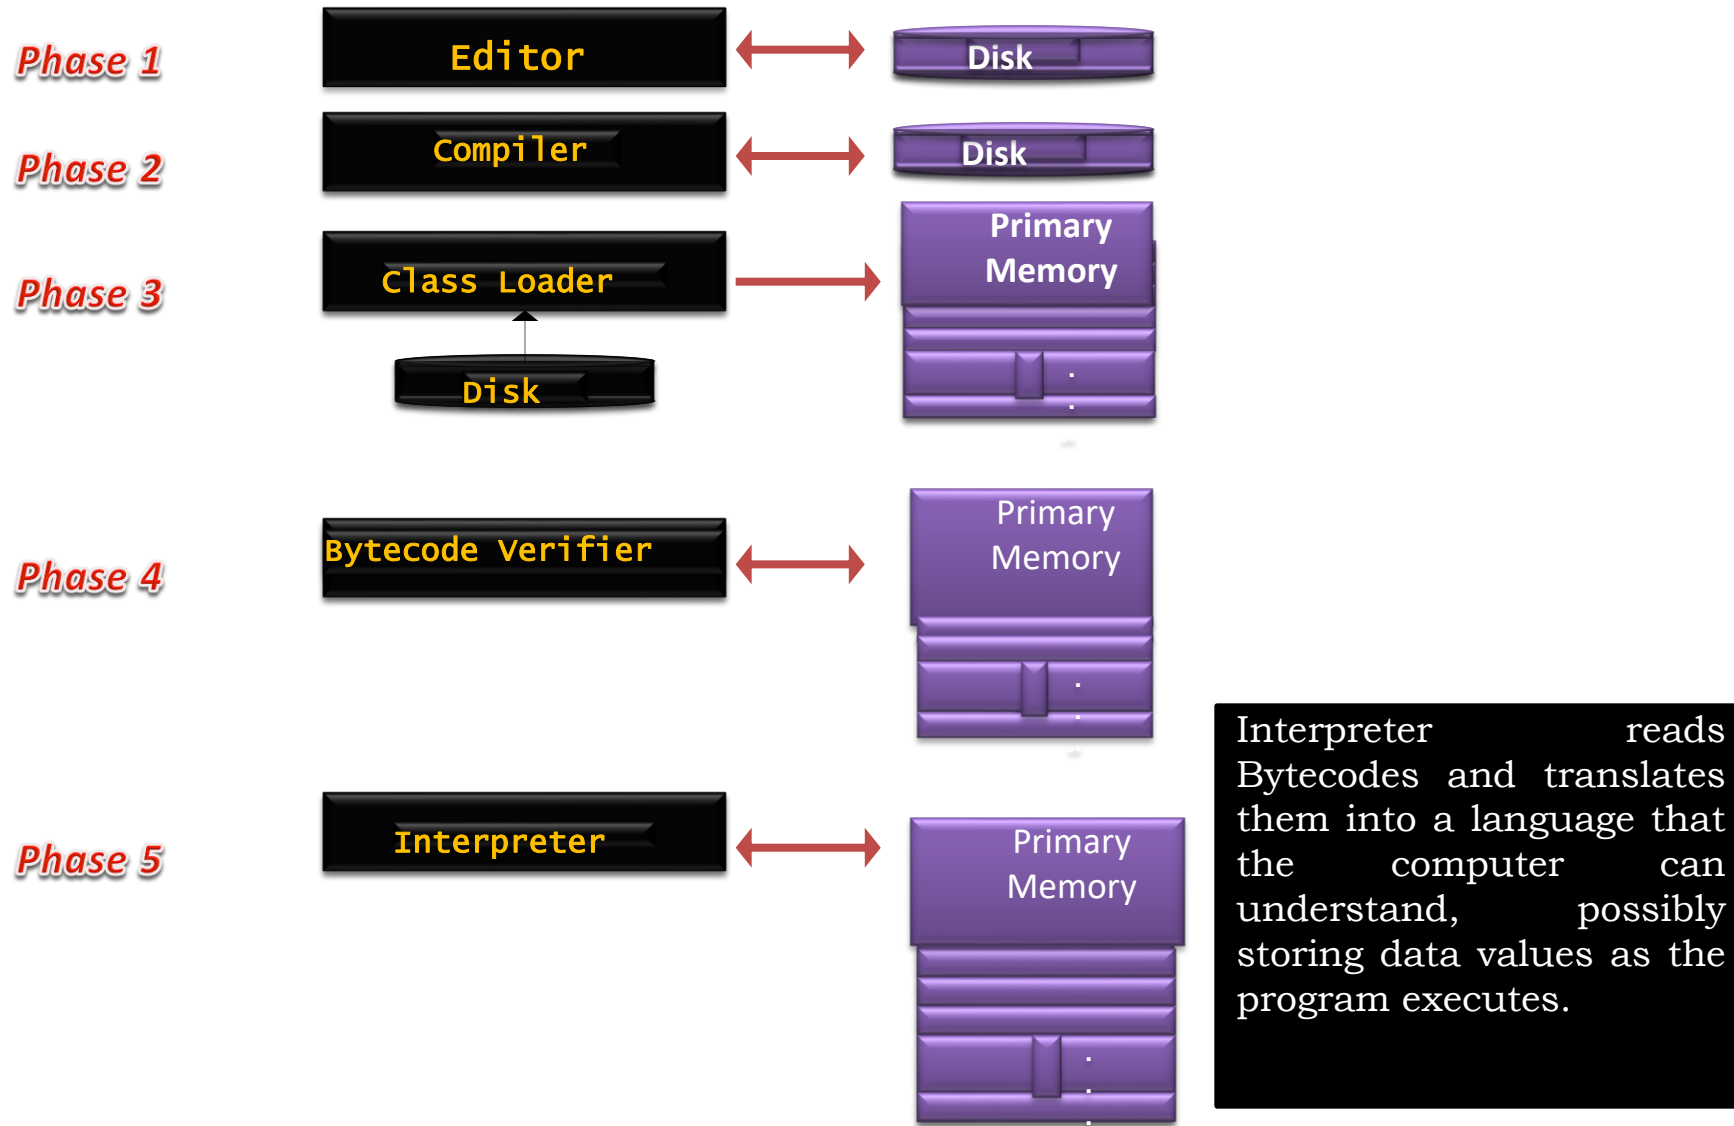 Phase 1
Editor
Disk
Phase 2
Compiler
Disk
Phase 3
Class Loader
Primary
Memory
Disk
.
.
Phase 4
Bytecode Verifier
Primary
Memory
.
.
Phase 5
Interpreter
Primary
Memory
.
.
.
Interpreter reads
Bytecodes and translates
them into a language that
the computer can
understand, possibly
storing data values as the
program executes.